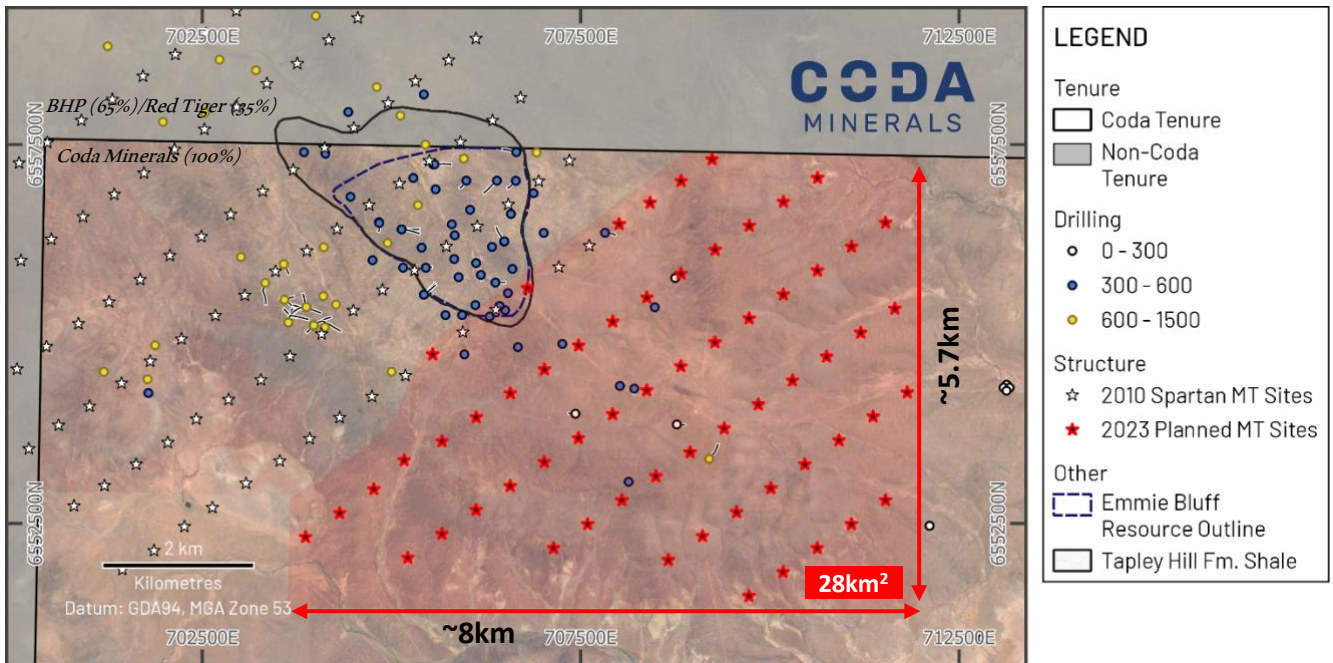 702500E
707500E
712500E
BHP (65%)/Red Tiger (35%)
Coda Minerals (100%)
CODA
MINERALS
6557500N
6557500N
~5.7km
6552500N
6552500N
2 km
Kilometres
Datum: GDA94, MGA Zone 53
28km²
~8km
702500E
707500E
712500E
LEGEND
Tenure
Coda Tenure
Non-Coda
Tenure
Drilling
0 - 300
300 - 600
600 - 1500
Structure
2010 Spartan MT Sites
2023 Planned MT Sites
Other
Emmie Bluff
Resource Outline
Tapley Hill Fm. Shale